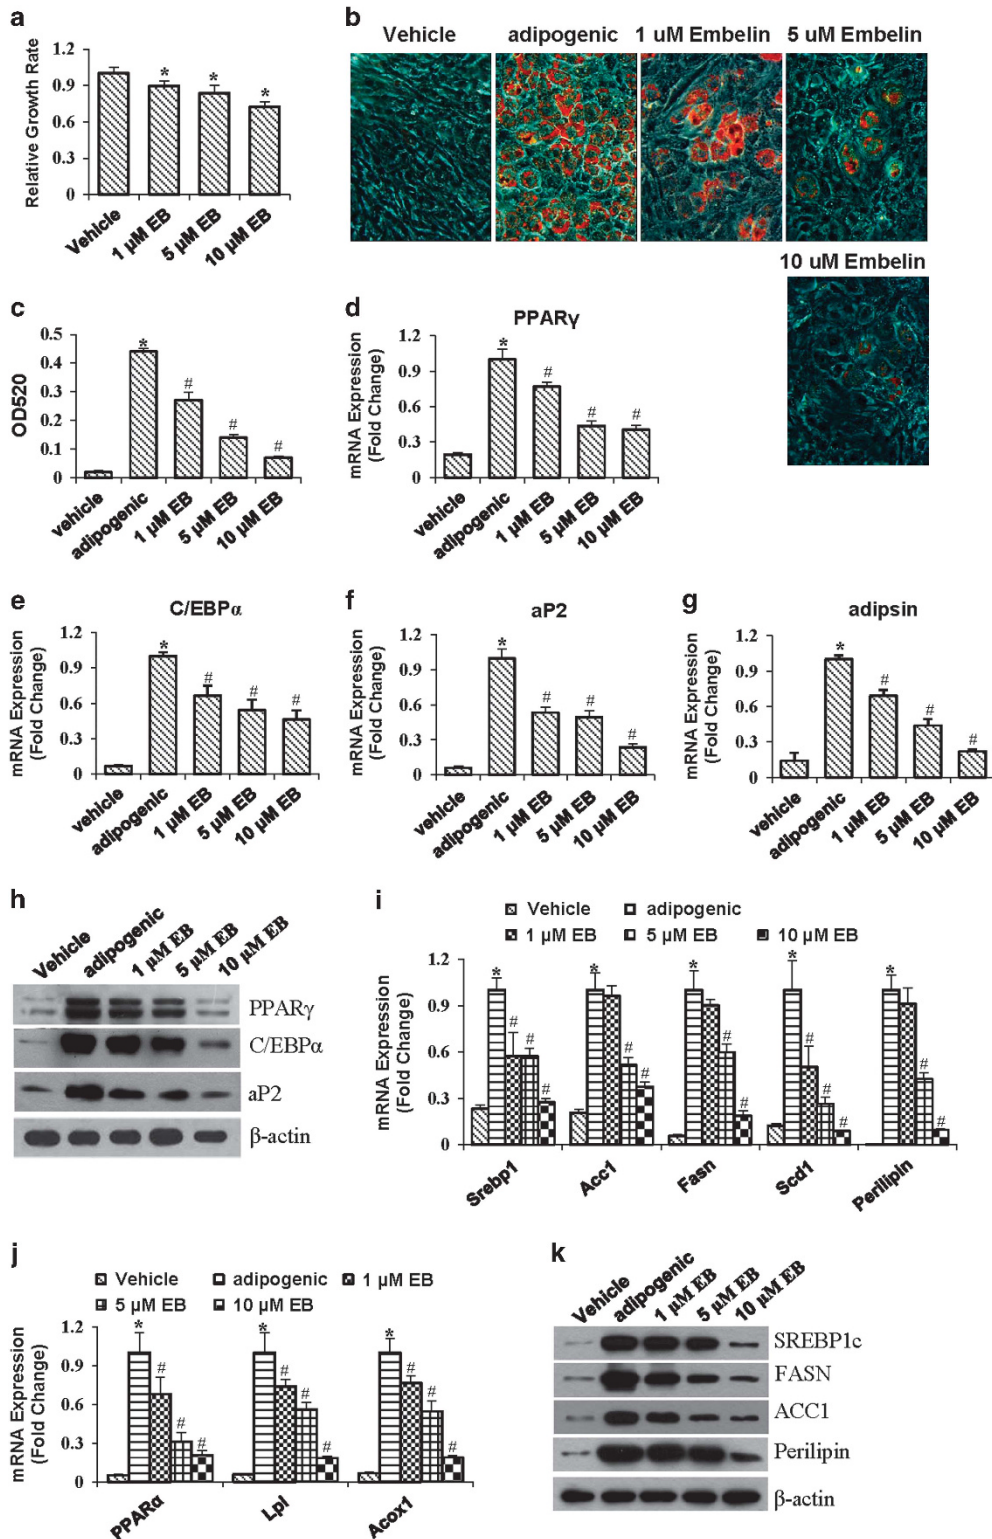 a
Relative Growth Rate
1.2
0.9
0.6
0.3
0
* * *
Vehicle
1 µM EB
5 µM EB
10 µM EB
b
Vehicle adipogenic 1 uM Embelin 5 uM Embelin
10 uM Embelin
c
OD520
0.5
0.4
0.3
0.2
0.1
0
* # # #
vehicle
adipogenic
1 µM EB
5 µM EB
10 µM EB
d
PPARγ
mRNA Expression
(Fold Change)
1.2
0.9
0.6
0.3
0
* # # #
vehicle
adipogenic
1 µM EB
5 µM EB
10 µM EB
e
C/EBPα
mRNA Expression
(Fold Change)
1.2
0.9
0.6
0.3
0
* # # #
vehicle
adipogenic
1 µM EB
5 µM EB
10 µM EB
f
aP2
mRNA Expression
(Fold Change)
1.2
0.9
0.6
0.3
0
* # # #
vehicle
adipogenic
1 µM EB
5 µM EB
10 µM EB
g
adipsin
mRNA Expression
(Fold Change)
1.2
0.9
0.6
0.3
0
* # # #
vehicle
adipogenic
1 µM EB
5 µM EB
10 µM EB
h
Vehicle
adipogenic
1 µM EB
5 µM EB
10 µM EB
PPARγ
C/EBPα
aP2
β-actin
i
Vehicle adipogenic
1 µM EB 5 µM EB 10 µM EB
mRNA Expression
(Fold Change)
1.2
0.9
0.6
0.3
0
* # # # * # # * # # * # # # * # #
Srebp1
Acc1
Fasn
Scd1
Perilipin
j
Vehicle adipogenic 1 µM EB
5 µM EB 10 µM EB
mRNA Expression
(Fold Change)
1.2
0.9
0.6
0.3
0
* # # # * # # # * # # #
PPARα
Lpl
Acox1
k
Vehicle
adipogenic
1 µM EB
5 µM EB
10 µM EB
SREBP1c
FASN
ACC1
Perilipin
β-actin